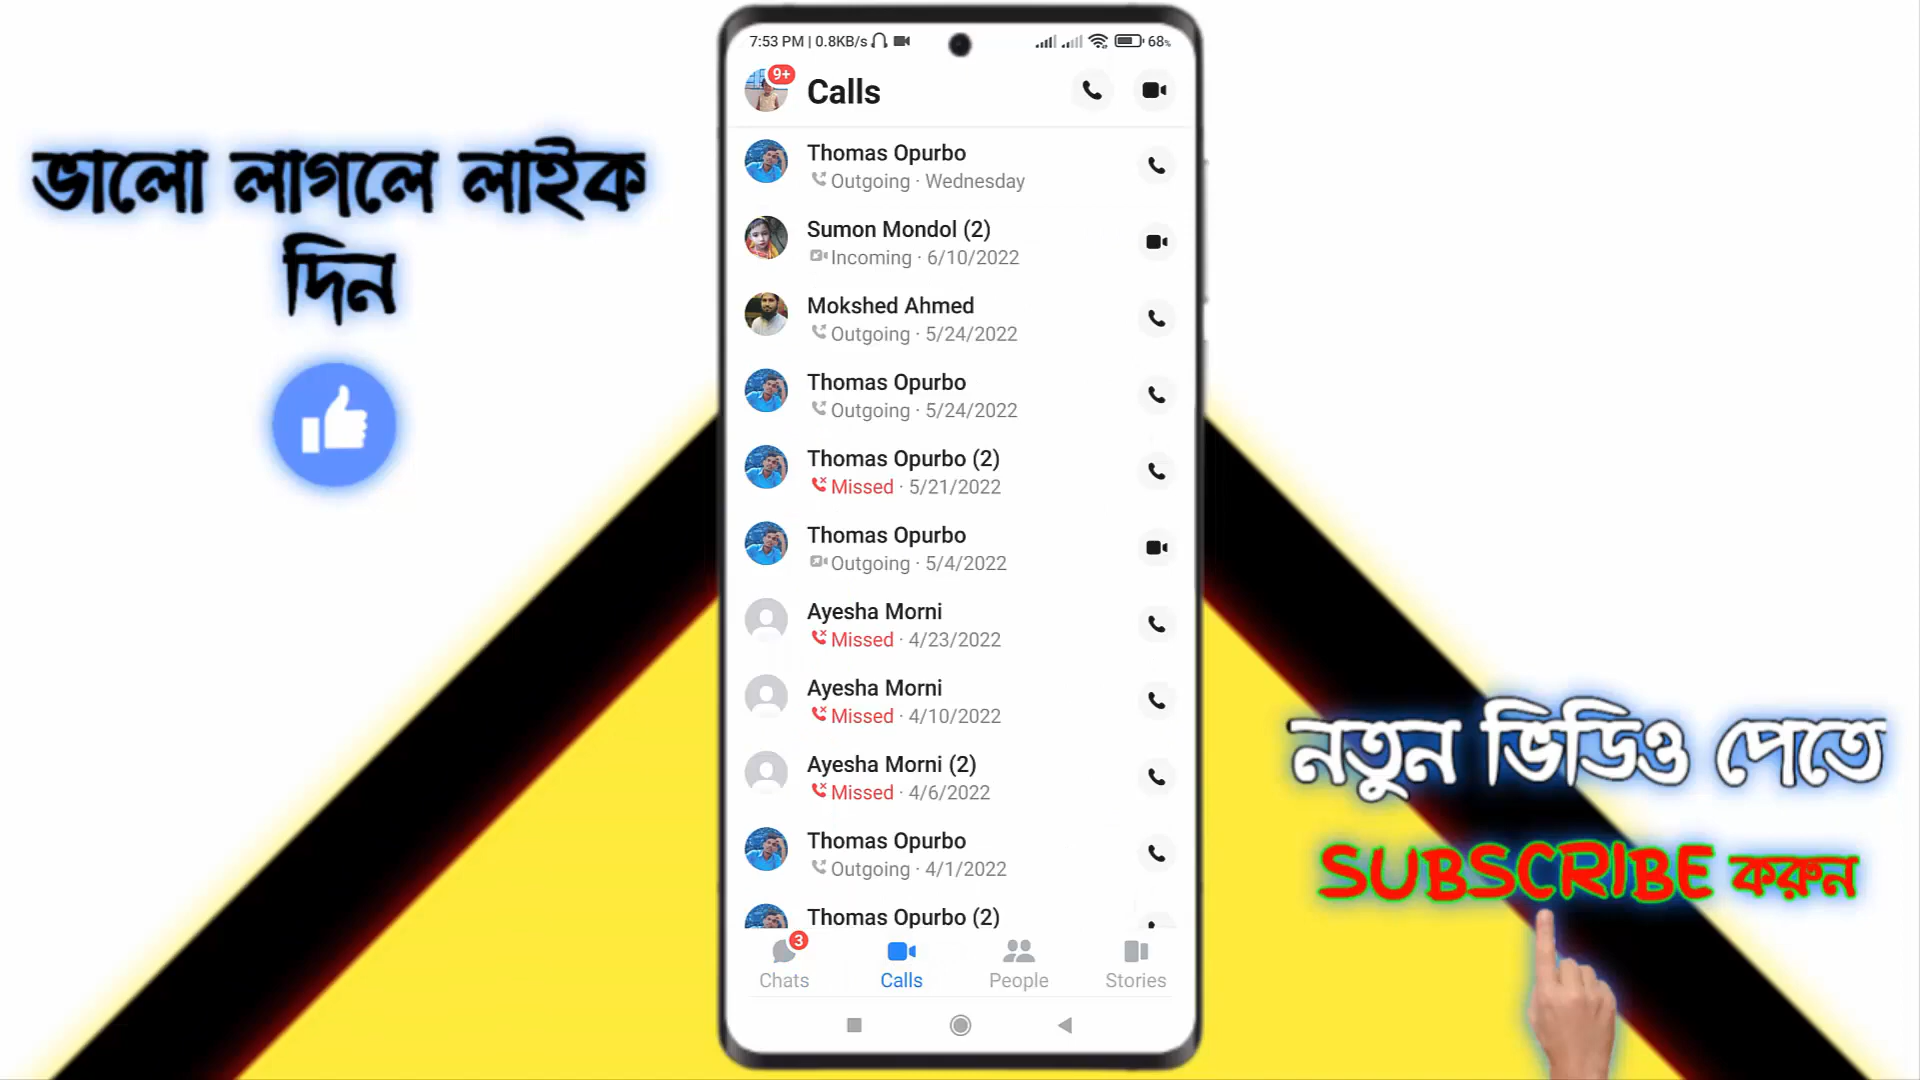 ভালো লাগলে লাইক
দিন
7:53 PM | 0.8KB/s
68%
9+
Calls
Thomas Opurbo
Outgoing · Wednesday
Sumon Mondol (2)
Incoming · 6/10/2022
Mokshed Ahmed
Outgoing · 5/24/2022
Thomas Opurbo
Outgoing · 5/24/2022
Thomas Opurbo (2)
Missed · 5/21/2022
Thomas Opurbo
Outgoing · 5/4/2022
Ayesha Morni
Missed · 4/23/2022
Ayesha Morni
Missed · 4/10/2022
Ayesha Morni (2)
Missed · 4/6/2022
Thomas Opurbo
Outgoing · 4/1/2022
Thomas Opurbo (2)
3
Chats Calls People Stories
নতুন ভিডিও পেতে
SUBSCRIBE করুন